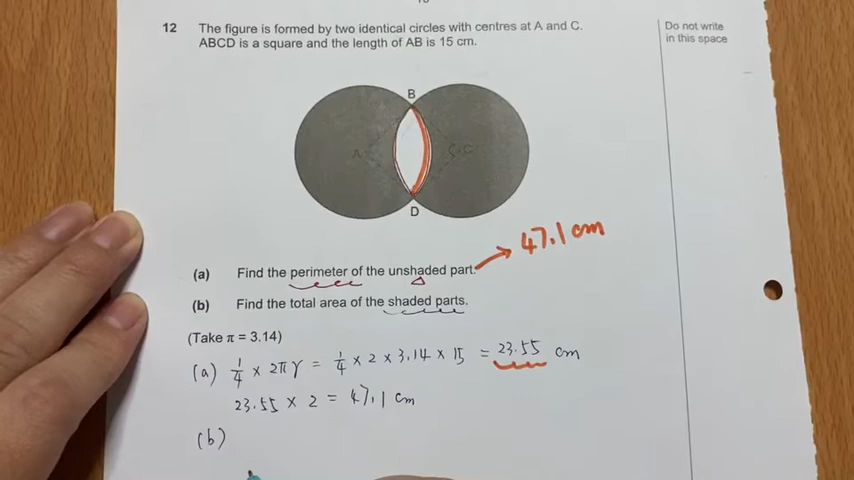 12 The figure is formed by two identical circles with centres at A and C.
ABCD is a square and the length of AB is 15 cm.
Do not write
in this space
B
A
C
D
47.1 cm
(a) Find the perimeter of the unshaded part.
(b) Find the total area of the shaded parts.
(Take π = 3.14)
(a) 1/4 × 2πr = 1/4 × 2 × 3.14 × 15 = 23.55 cm
23.55 × 2 = 47.1 cm
(b)